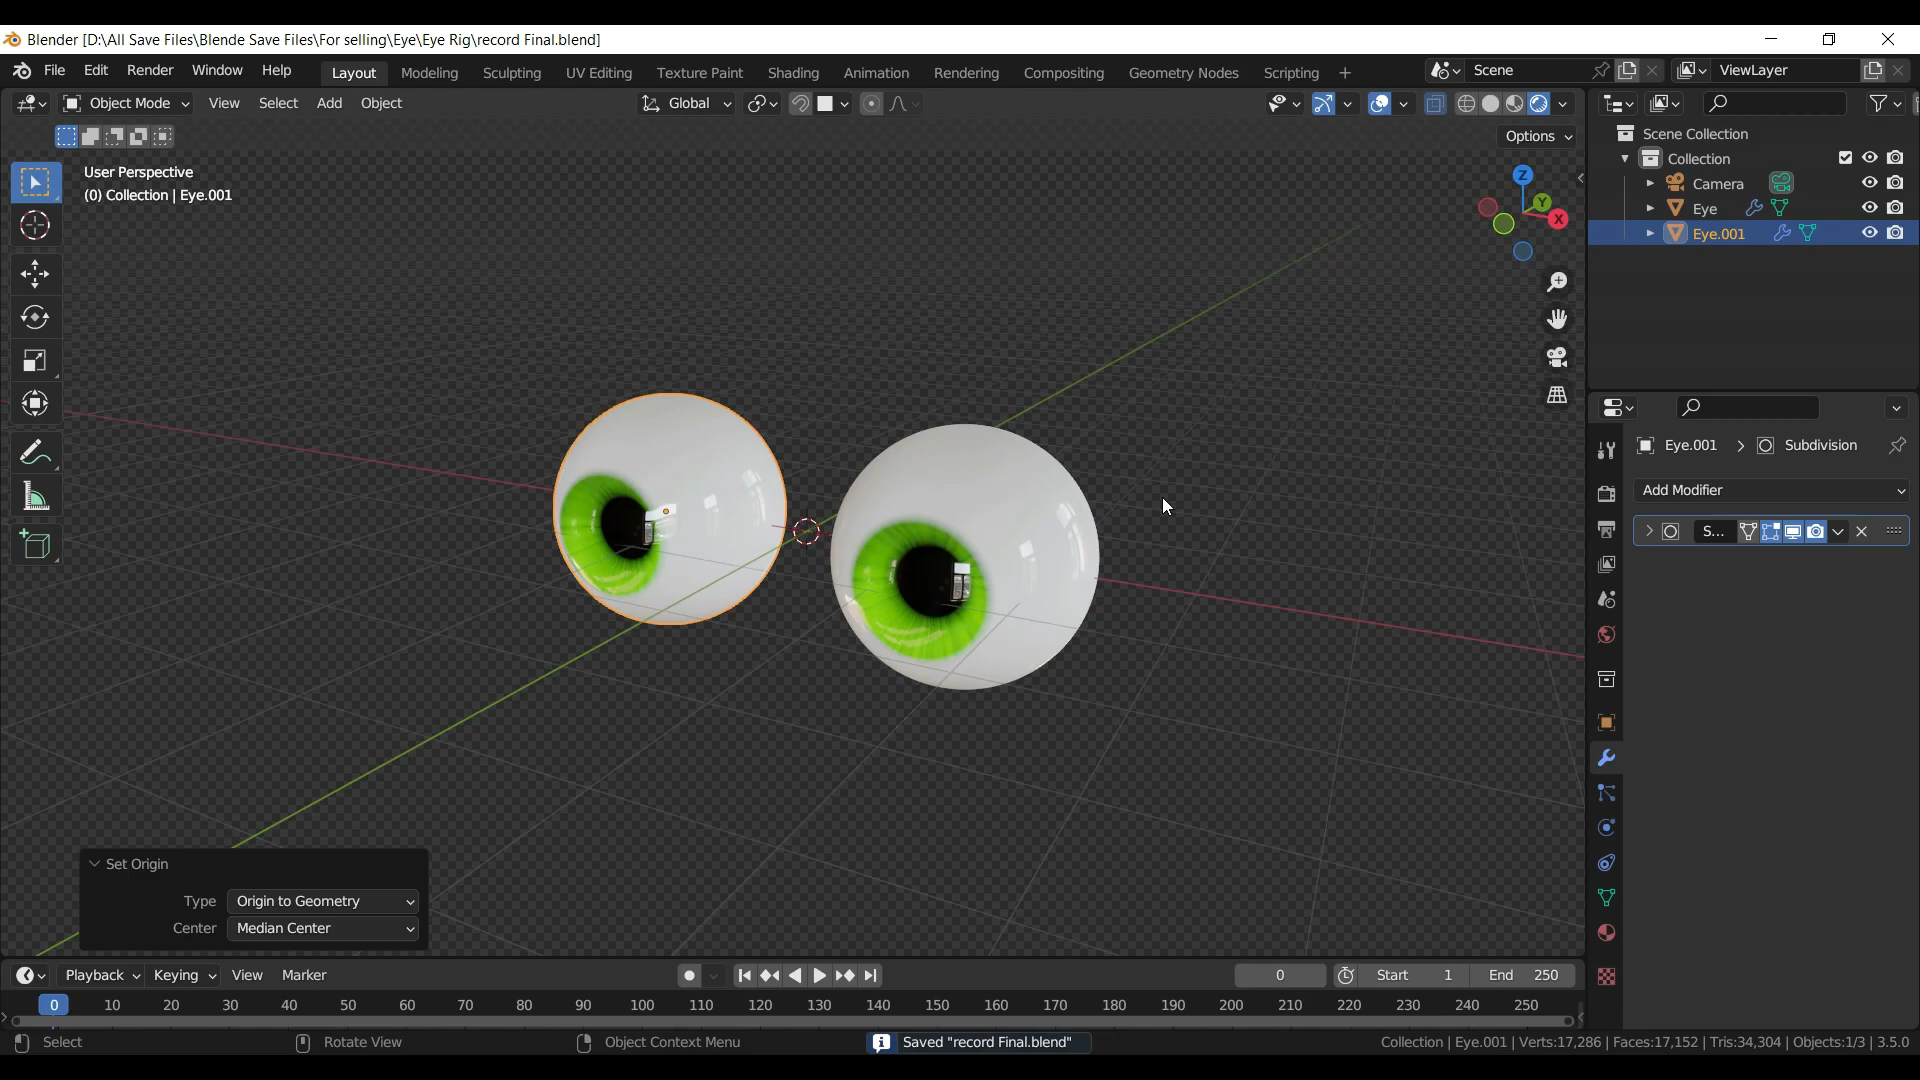 Blender [D:\All Save Files\Blende Save Files\For selling\Eye\Eye Rig\record Final.blend]
File Edit Render Window Help Layout Modeling Sculpting UV Editing Texture Paint Shading Animation Rendering Compositing Geometry Nodes Scripting + Scene ViewLayer
Object Mode View Select Add Object Global
Options
User Perspective
(0) Collection | Eye.001
Z
Y
X
Scene Collection
Collection
Camera
Eye
Eye.001
Eye.001 > Subdivision
Add Modifier
S...
Set Origin
Type Origin to Geometry
Center Median Center
Playback Keying View Marker 0 Start 1 End 250
0 10 20 30 40 50 60 70 80 90 100 110 120 130 140 150 160 170 180 190 200 210 220 230 240 250
Select Rotate View Object Context Menu Saved "record Final.blend" Collection | Eye.001 | Verts:17,286 | Faces:17,152 | Tris:34,304 | Objects:1/3 | 3.5.0